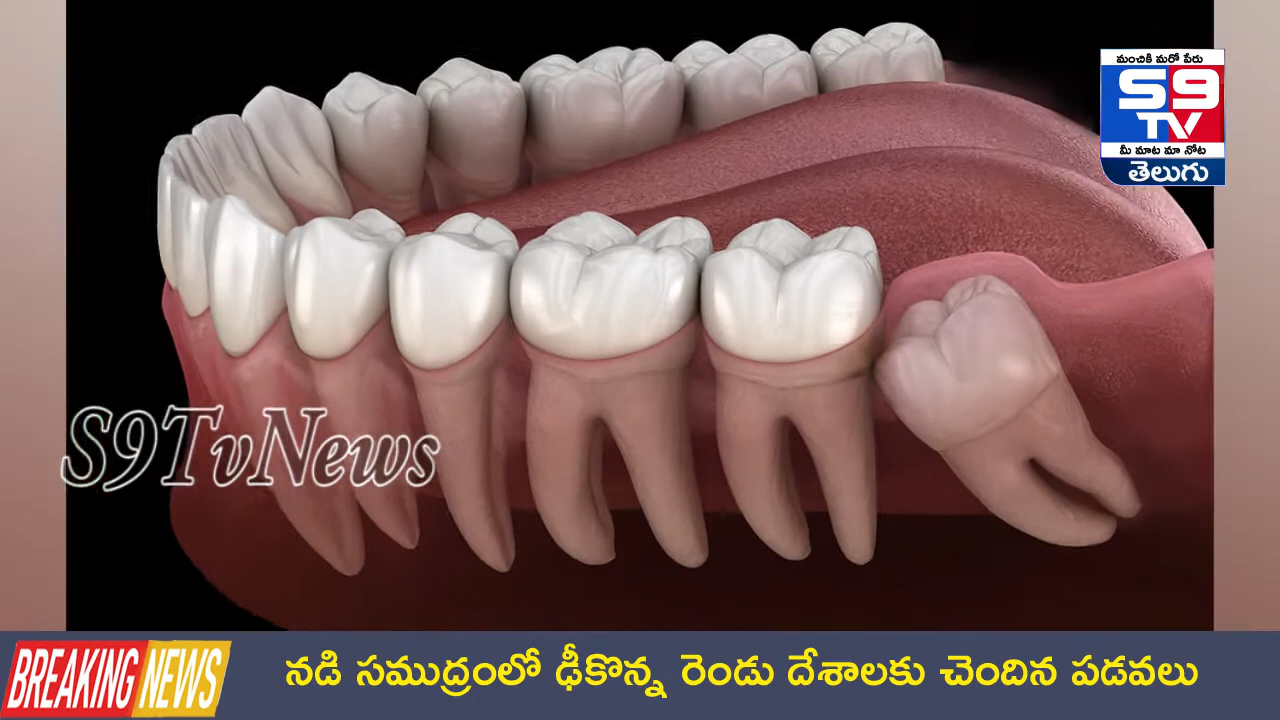 మంచికి మరో పేరు
S9
TV
మీ మాట మా నోట
తెలుగు
S9TvNews
BREAKING NEWS
నడి సముద్రంలో ఢీకొన్న రెండు దేశాలకు చెందిన పడవలు